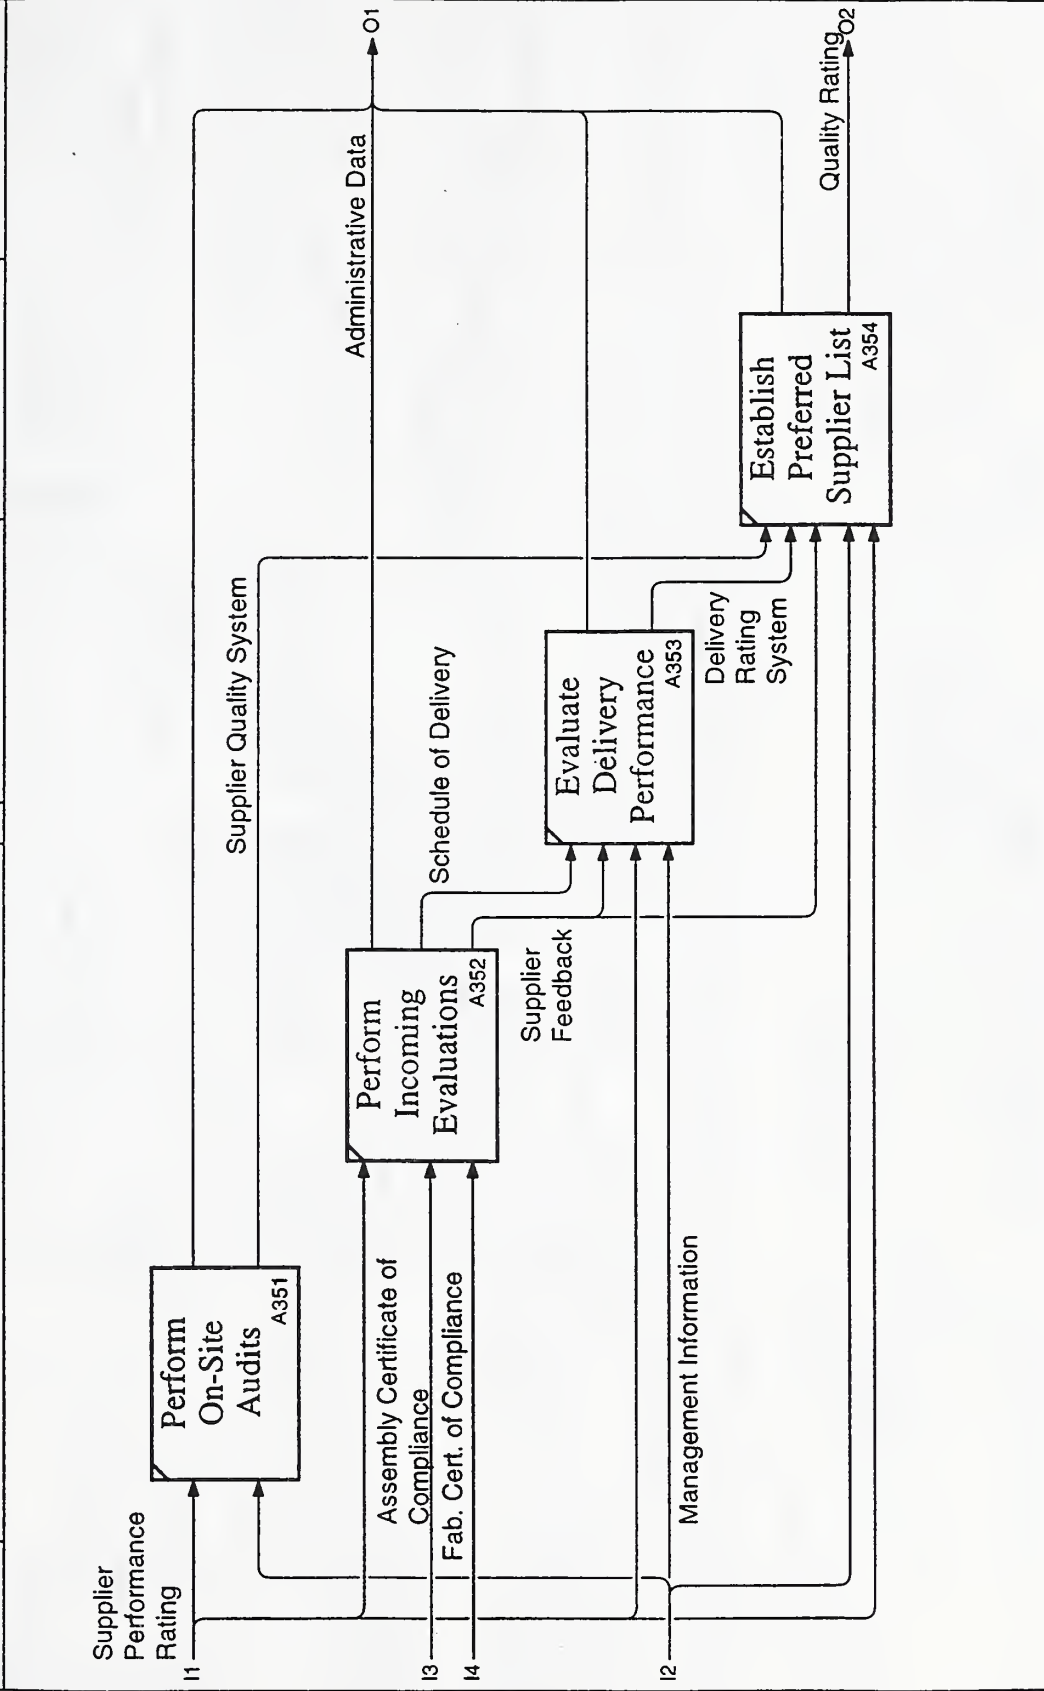 Supplier
Performance
Rating
I1
Perform
On-Site
Audits
A351
Supplier Quality System
Administrative Data
O1
Assembly Certificate of
Compliance
I3
Fab. Cert. of Compliance
I4
Perform
Incoming
Evaluations
A352
Schedule of Delivery
Supplier
Feedback
Evaluate
Delivery
Performance
A353
Management Information
I2
Delivery
Rating
System
Establish
Preferred
Supplier List
A354
Quality Rating
O2